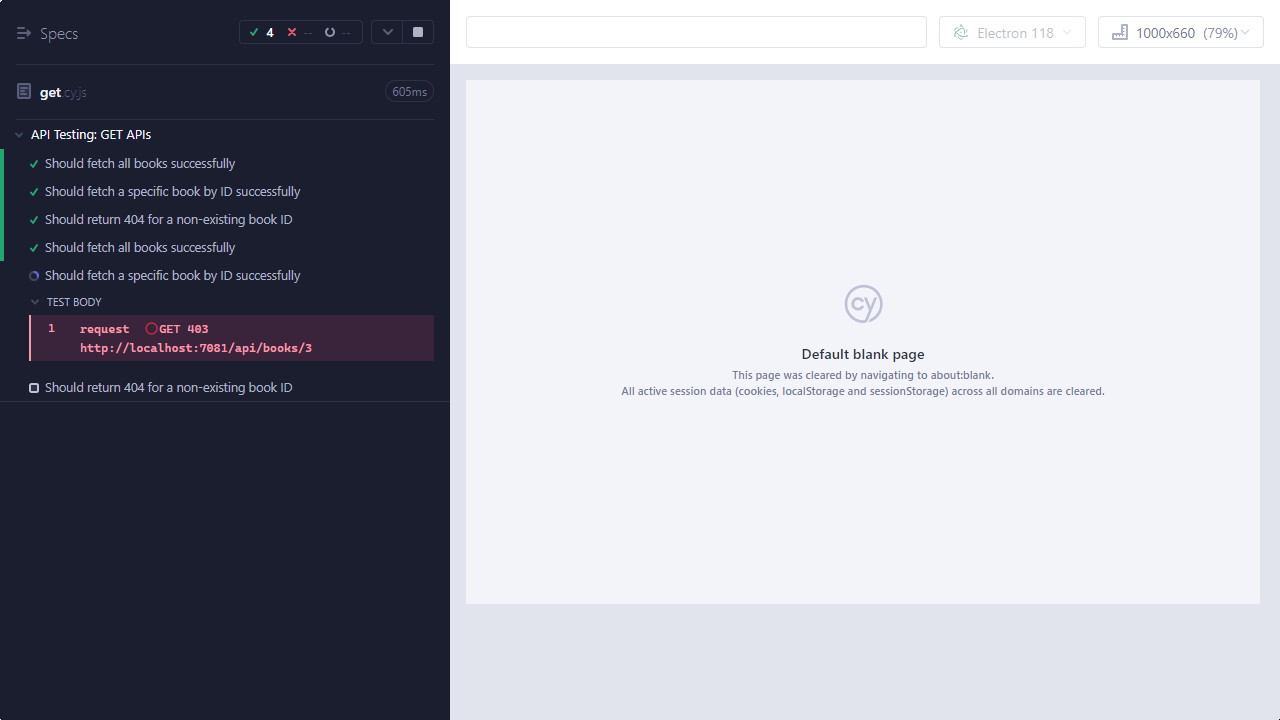 Specs
4 -- --
get.cy.js
605ms
API Testing: GET APIs
Should fetch all books successfully
Should fetch a specific book by ID successfully
Should return 404 for a non-existing book ID
Should fetch all books successfully
Should fetch a specific book by ID successfully
TEST BODY
1 request GET 403
http://localhost:7081/api/books/3
Should return 404 for a non-existing book ID
Electron 118
1000x660 (79%)
cy
Default blank page
This page was cleared by navigating to about:blank.
All active session data (cookies, localStorage and sessionStorage) across all domains are cleared.